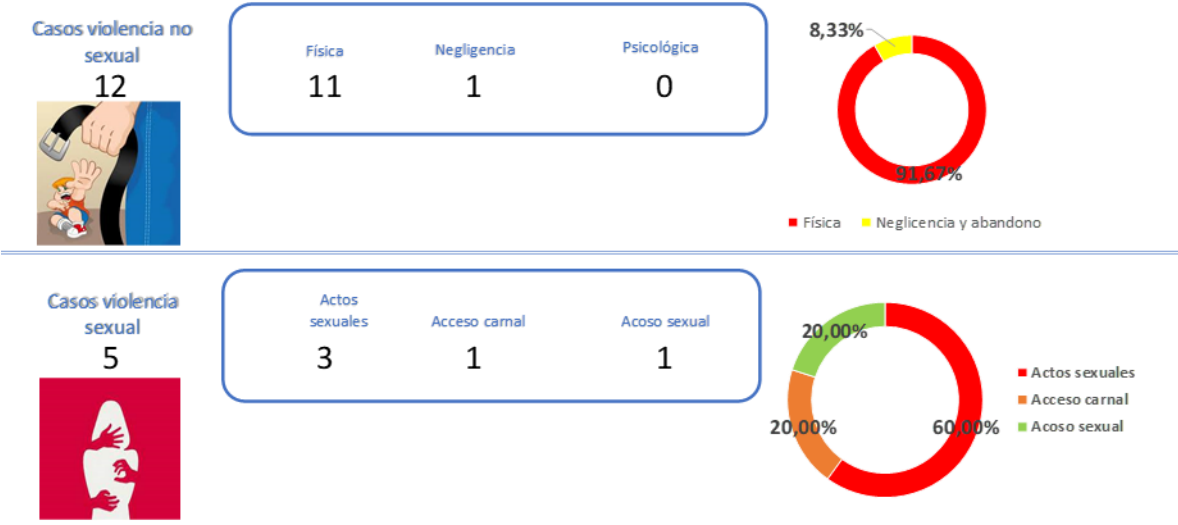 Casos violencia no
sexual
12
Física
Negligencia
Psicológica
11
1
0
8,33%
91,67%
Física
Neglicencia y abandono
Casos violencia
sexual
5
Actos
sexuales
Acceso carnal
Acoso sexual
3
1
1
20,00%
20,00%
60,00%
Actos sexuales
Acceso carnal
Acoso sexual